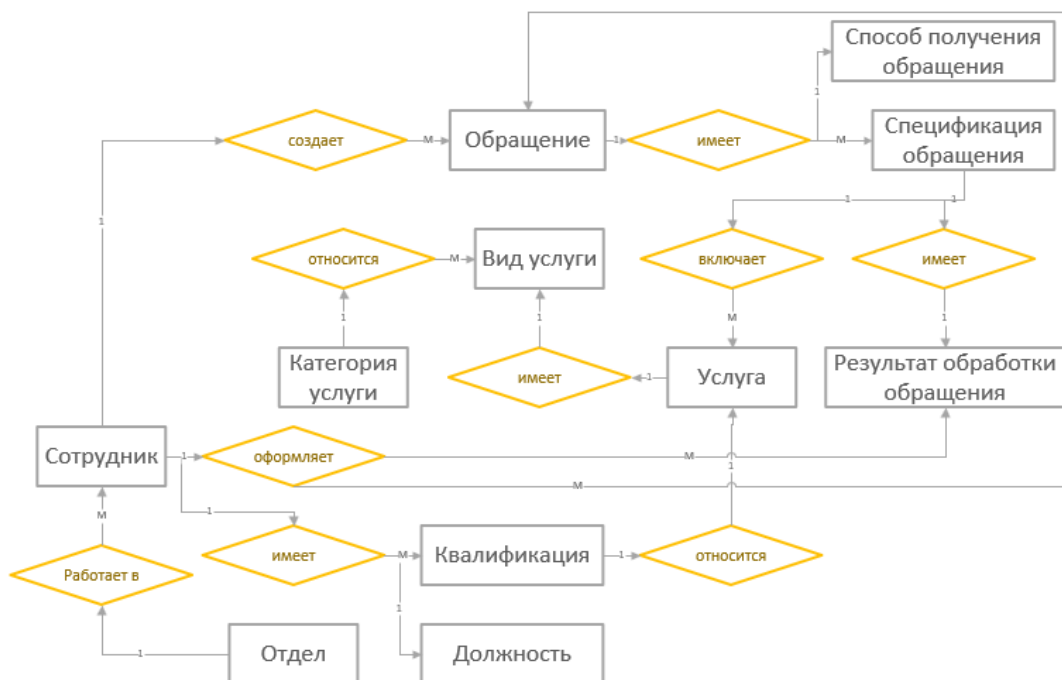 Способ получения
обращения
1
создает
М
Обращение
1
имеет
М
Спецификация
обращения
1
1
1
относится
М
Вид услуги
включает
имеет
1
1
М
1
Категория
услуги
имеет
1
Услуга
Результат обработки
обращения
Сотрудник
1
оформляет
М
1
М
1
М
имеет
М
Квалификация
1
относится
Работает в
1
1
Отдел
Должность